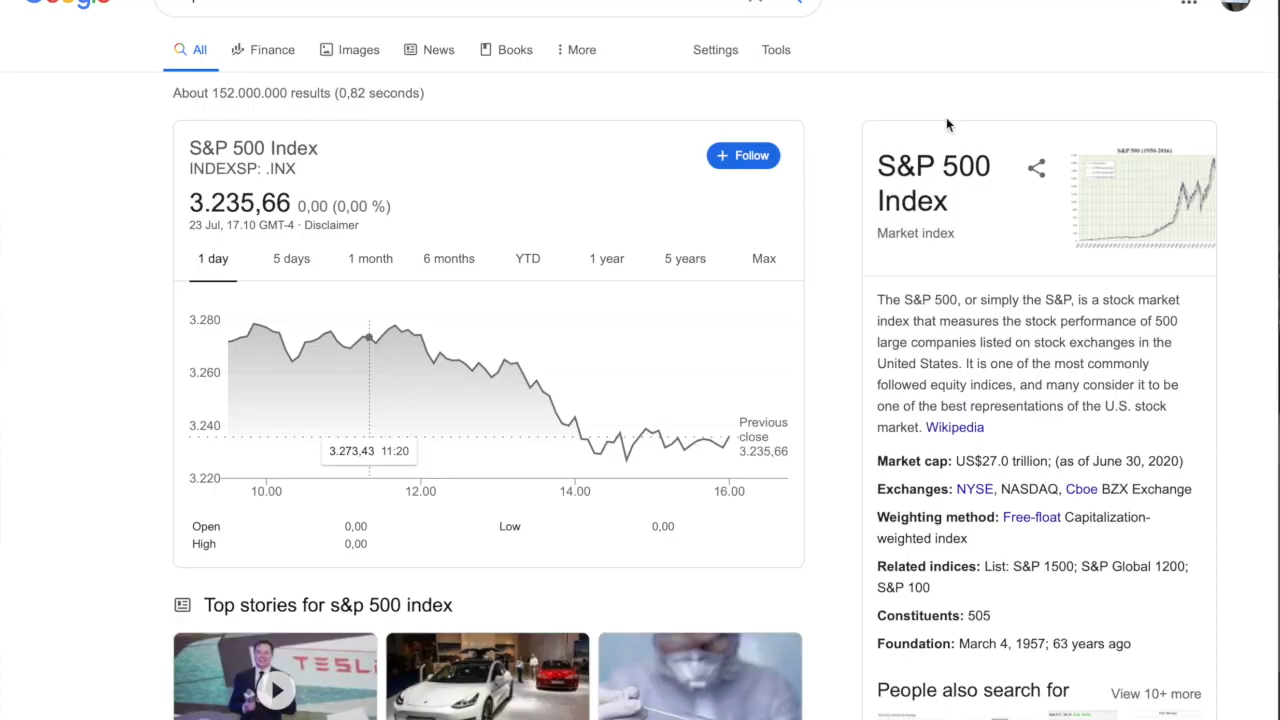 Google
All Finance Images News Books More Settings Tools
About 152.000.000 results (0,82 seconds)
S&P 500 Index
INDEXSP: .INX
Follow
3.235,66 0,00 (0,00 %)
23 Jul, 17.10 GMT-4 · Disclaimer
1 day 5 days 1 month 6 months YTD 1 year 5 years Max
3.280
3.260
3.240
3.220
Previous
close
3.235,66
3.273,43 11:20
10.00 12.00 14.00 16.00
Open 0,00 Low 0,00
High 0,00
Top stories for s&p 500 index
TESL
S&P 500
Index
Market index
S&P 500 (1950-2016)
The S&P 500, or simply the S&P, is a stock market
index that measures the stock performance of 500
large companies listed on stock exchanges in the
United States. It is one of the most commonly
followed equity indices, and many consider it to be
one of the best representations of the U.S. stock
market. Wikipedia
Market cap: US$27.0 trillion; (as of June 30, 2020)
Exchanges: NYSE, NASDAQ, Cboe BZX Exchange
Weighting method: Free-float Capitalization-
weighted index
Related indices: List: S&P 1500; S&P Global 1200;
S&P 100
Constituents: 505
Foundation: March 4, 1957; 63 years ago
People also search for View 10+ more